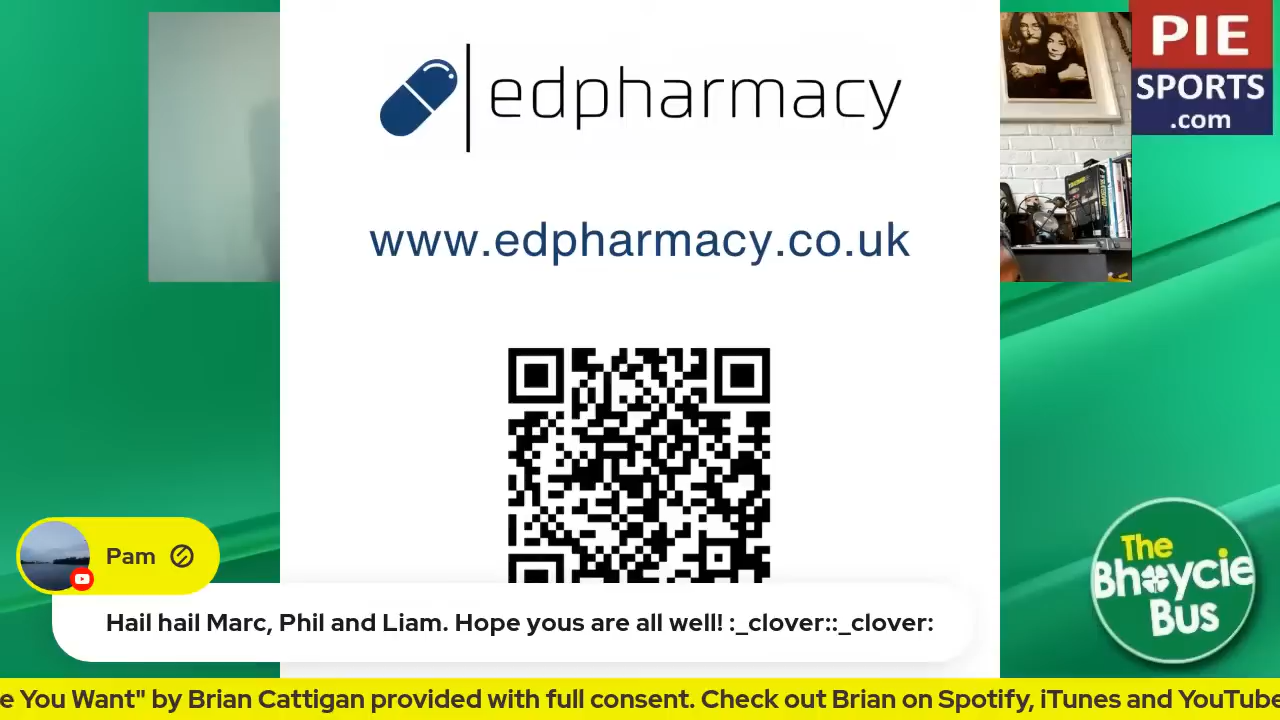 edpharmacy
PIE
SPORTS
.com
www.edpharmacy.co.uk
The
Bhoycie
Bus
Pam
Hail hail Marc, Phil and Liam. Hope yous are all well! :_clover::_clover:
e You Want" by Brian Cattigan provided with full consent. Check out Brian on Spotify, iTunes and YouTube